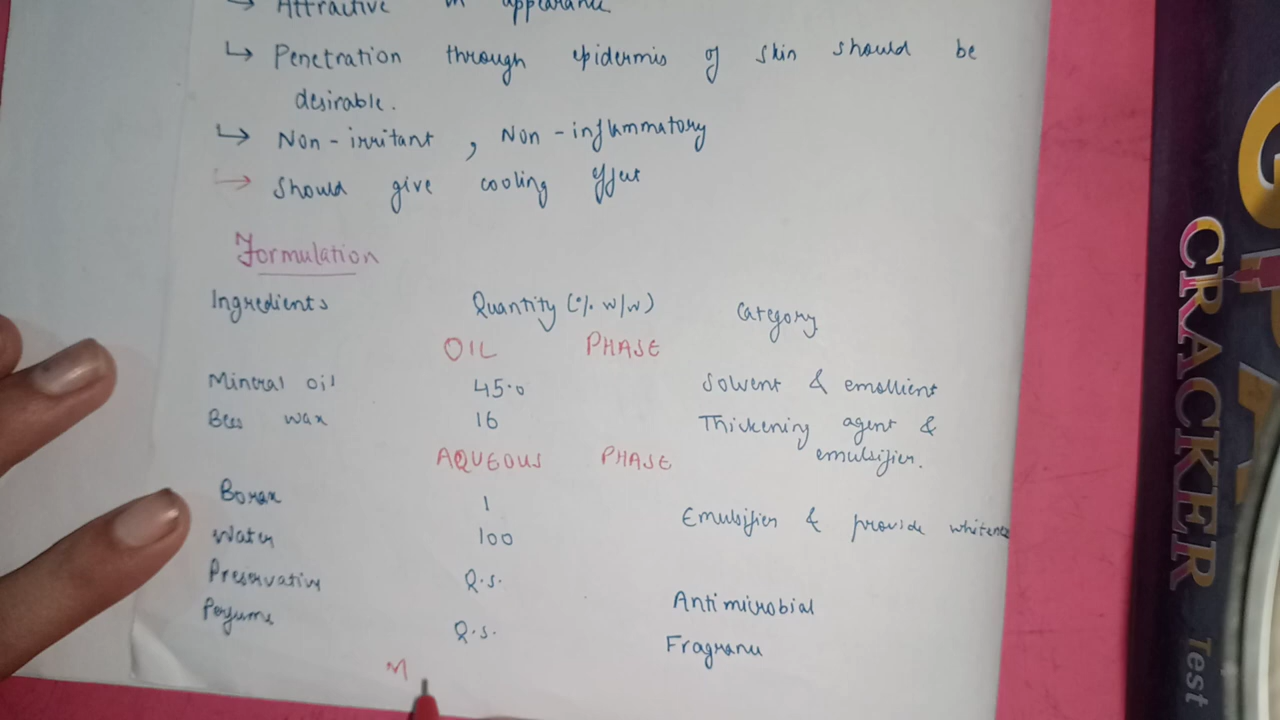 ↳ Attractive in appearance.
↳ Penetration through epidermis of skin should be
desirable.
↳ Non-irritant, Non-inflammatory
↳ Should give cooling effect
Formulation
Ingredients Quantity (% w/w) Category
OIL PHASE
Mineral oil 45.0 Solvent & emollient
Bees wax 16 Thickening agent &
emulsifier.
AQUEOUS PHASE
Borax 1 Emulsifier & provide whiteness
Water 100
Preservative Q.s. Antimicrobial
Perfume Q.s. Fragrance
M
CRACKER
Test